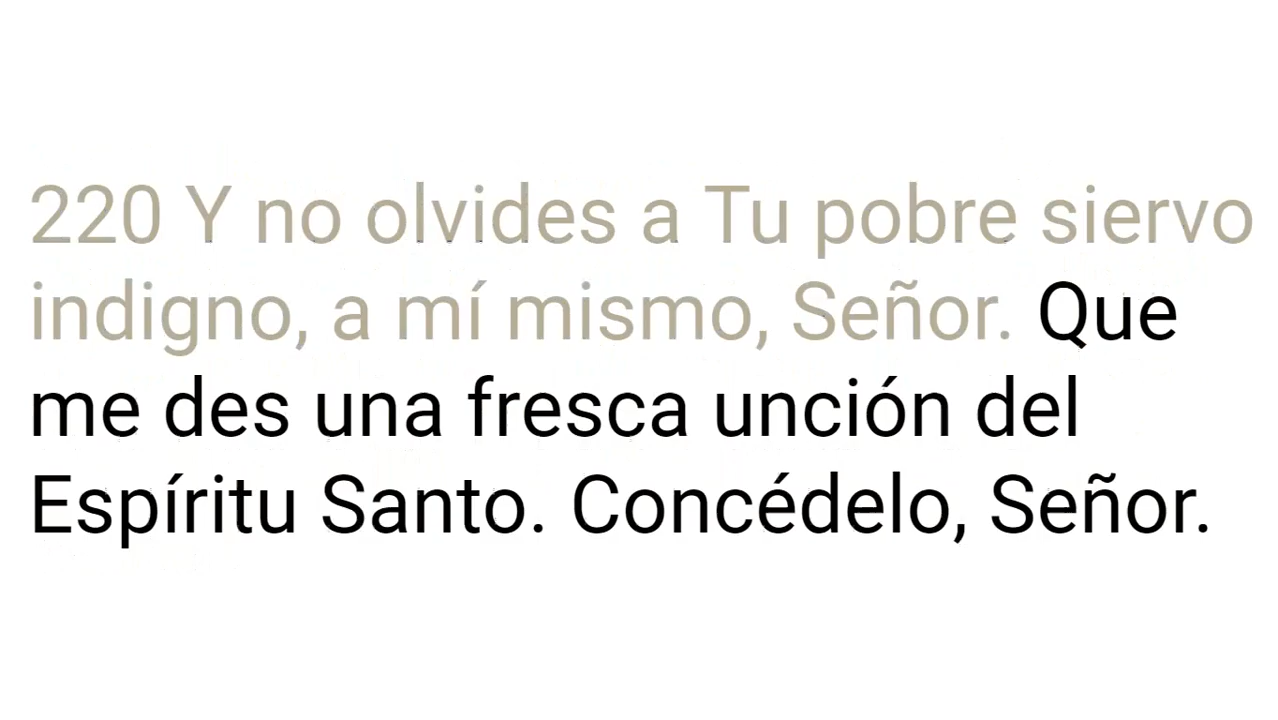 220 Y no olvides a Tu pobre siervo
indigno, a mí mismo, Señor. Que
me des una fresca unción del
Espíritu Santo. Concédelo, Señor.